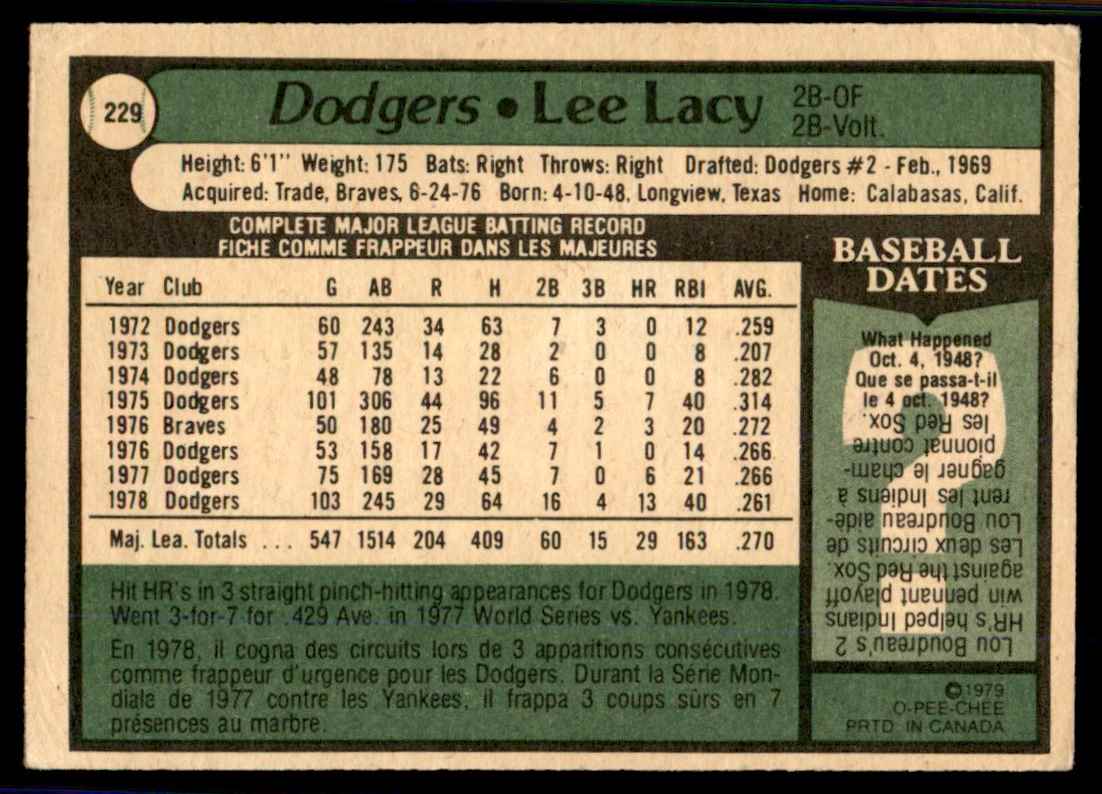 229
Dodgers • Lee Lacy
2B-OF
2B-Volt.
Height: 6'1" Weight: 175 Bats: Right Throws: Right Drafted: Dodgers #2 - Feb., 1969
Acquired: Trade, Braves, 6-24-76 Born: 4-10-48, Longview, Texas Home: Calabasas, Calif.
COMPLETE MAJOR LEAGUE BATTING RECORD
FICHE COMME FRAPPEUR DANS LES MAJEURES
Year Club G AB R H 2B 3B HR RBI AVG.
1972 Dodgers 60 243 34 63 7 3 0 12 .259
1973 Dodgers 57 135 14 28 2 0 0 8 .207
1974 Dodgers 48 78 13 22 6 0 0 8 .282
1975 Dodgers 101 306 44 96 11 5 7 40 .314
1976 Braves 50 180 25 49 4 2 3 20 .272
1976 Dodgers 53 158 17 42 7 1 0 14 .266
1977 Dodgers 75 169 28 45 7 0 6 21 .266
1978 Dodgers 103 245 29 64 16 4 13 40 .261
Maj. Lea. Totals ... 547 1514 204 409 60 15 29 163 .270
Hit HR's in 3 straight pinch-hitting appearances for Dodgers in 1978.
Went 3-for-7 for .429 Ave. in 1977 World Series vs. Yankees.
En 1978, il cogna des circuits lors de 3 apparitions consécutives
comme frappeur d'urgence pour les Dodgers. Durant la Série Mon-
diale de 1977 contre les Yankees, il frappa 3 coups sûrs en 7
présences au marbre.
BASEBALL
DATES
What Happened
Oct. 4, 1948?
Que se passa-t-il
le 4 oct. 1948?
Lou Boudreau's 2
HR's helped Indians
win pennant playoff
against the Red Sox.
Les deux circuits de
Lou Boudreau aidè-
rent les Indiens à
gagner le cham-
pionnat contre
les Red Sox.
©1979
O-PEE-CHEE
PRTD. IN CANADA